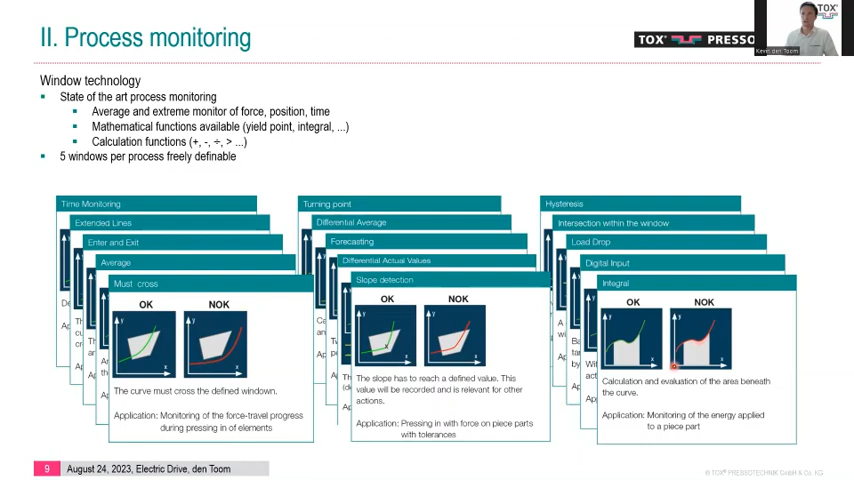 II. Process monitoring
TOX® PRESSO
TOX®
Kevin den Toom
Window technology
State of the art process monitoring
Average and extreme monitor of force, position, time
Mathematical functions available (yield point, integral, ...)
Calculation functions (+, -, ÷, > ...)
5 windows per process freely definable
Time Monitoring
Extended Lines
Enter and Exit
Average
Must cross
OK NOK
y y
x x
The curve must cross the defined windown.
Application: Monitoring of the force-travel progress
during pressing in of elements
Turning point
Differential Average
Forecasting
Differential Actual Values
Slope detection
OK NOK
y y
x
x x
The slope has to reach a defined value. This
value will be recorded and is relevant for other
actions.
Application: Pressing in with force on piece parts
with tolerances
Hysteresis
Intersection within the window
Load Drop
Digital Input
Integral
OK NOK
y y
x x
Calculation and evaluation of the area beneath
the curve.
Application: Monitoring of the energy applied
to a piece part
9 August 24, 2023, Electric Drive, den Toom
© TOX® PRESSOTECHNIK GmbH & Co. KG